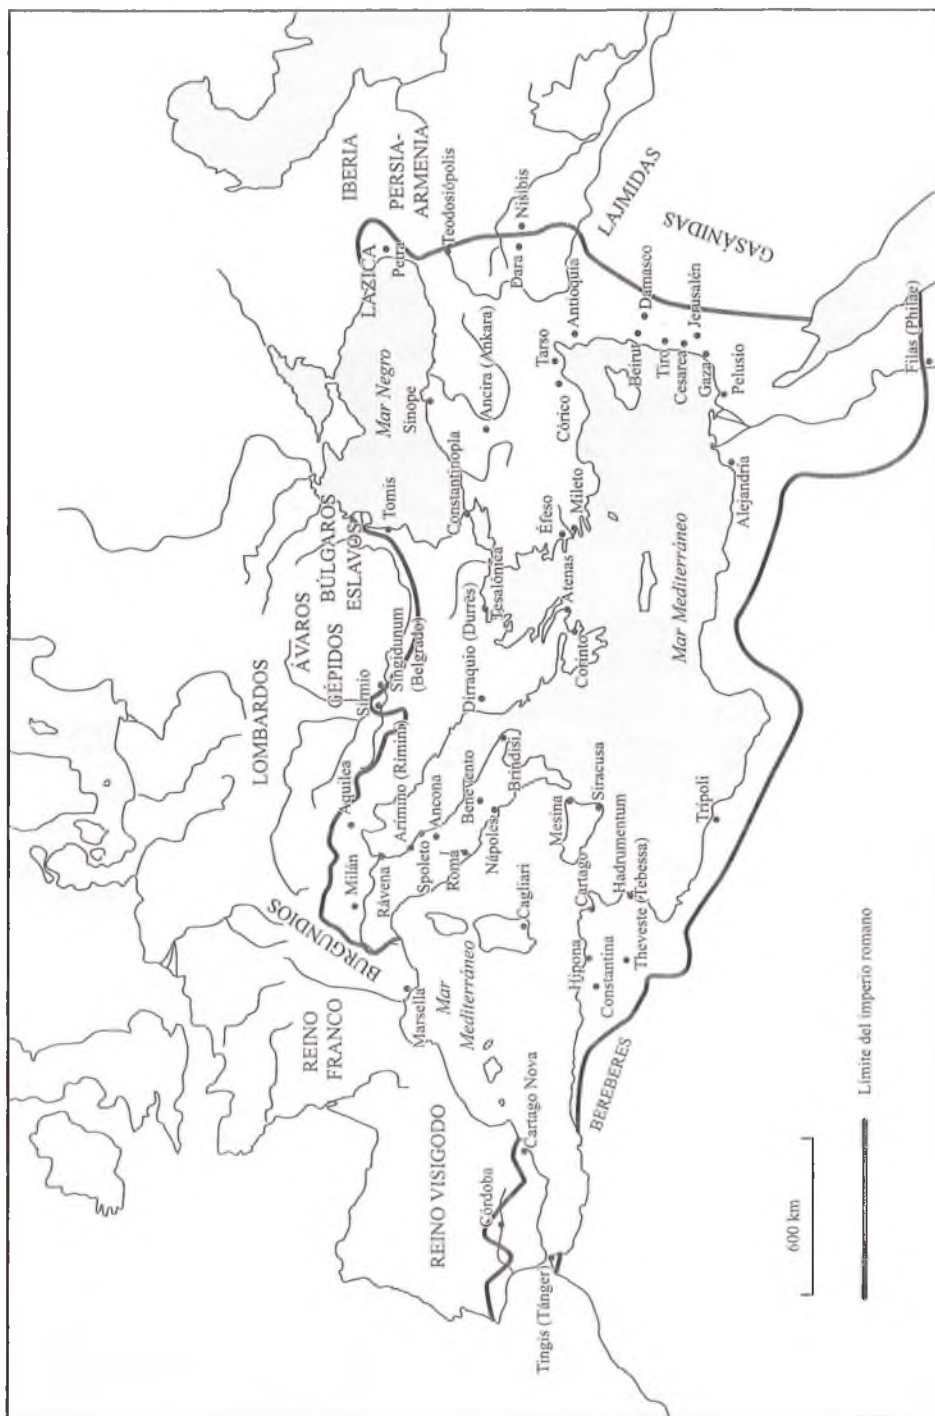 REINO
FRANCO
BURGUNDIOS
LOMBARDOS
ÁVAROS
GÉPIDOS
BÚLGAROS
ESLAVOS
LAZICA
Petra
IBERIA
PERSIA-
ARMENIA
Teodosiópolis
REINO VISIGODO
Córdoba
Cartago Nova
Tingis (Tánger)
Marsella
Mar
Mediterráneo
Milán
Aquilea
Rávena
Arímino (Rimini)
Spoleto
Ancona
Roma
Benevento
Nápoles
Brindisi
Cagliari
Mesina
Siracusa
Sirmio
Singidunum
(Belgrado)
Dirraquio (Durrës)
Tesalónica
Constantinopla
Tomis
Mar Negro
Sinope
Ancira (Ankara)
Atenas
Corinto
Efeso
Mileto
Córico
Tarso
Antioquía
Dara
Nisibis
LAJMIDAS
GASÁNIDAS
Beirut
Damasco
Tiro
Cesarea
Jerusalén
Gaza
Pelusio
Alejandría
Filas (Philae)
Mar Mediterráneo
Hipona
Constantina
Cartago
Hadrumentum
Theveste (Tebessa)
Trípoli
BEREBERES
600 km
Límite del imperio romano